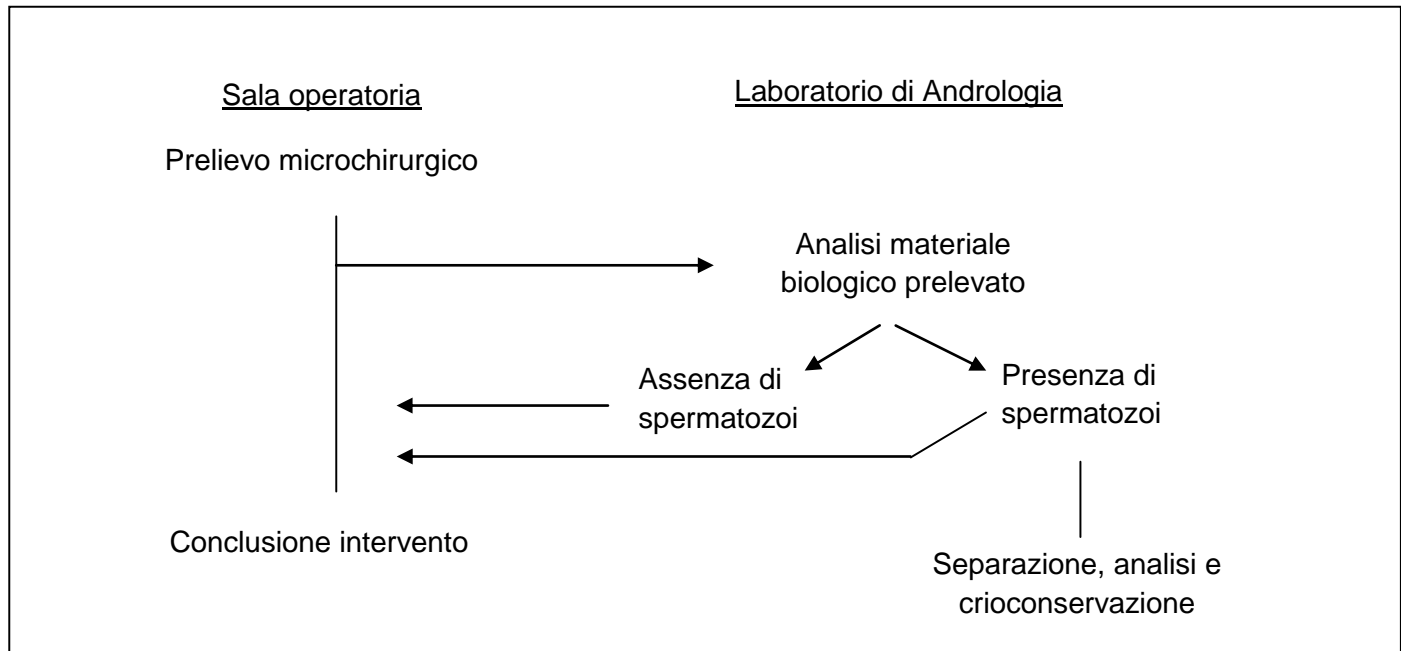 Sala operatoria
Laboratorio di Andrologia
Prelievo microchirurgico
Analisi materiale
biologico prelevato
Assenza di
spermatozoi
Presenza di
spermatozoi
Conclusione intervento
Separazione, analisi e
crioconservazione